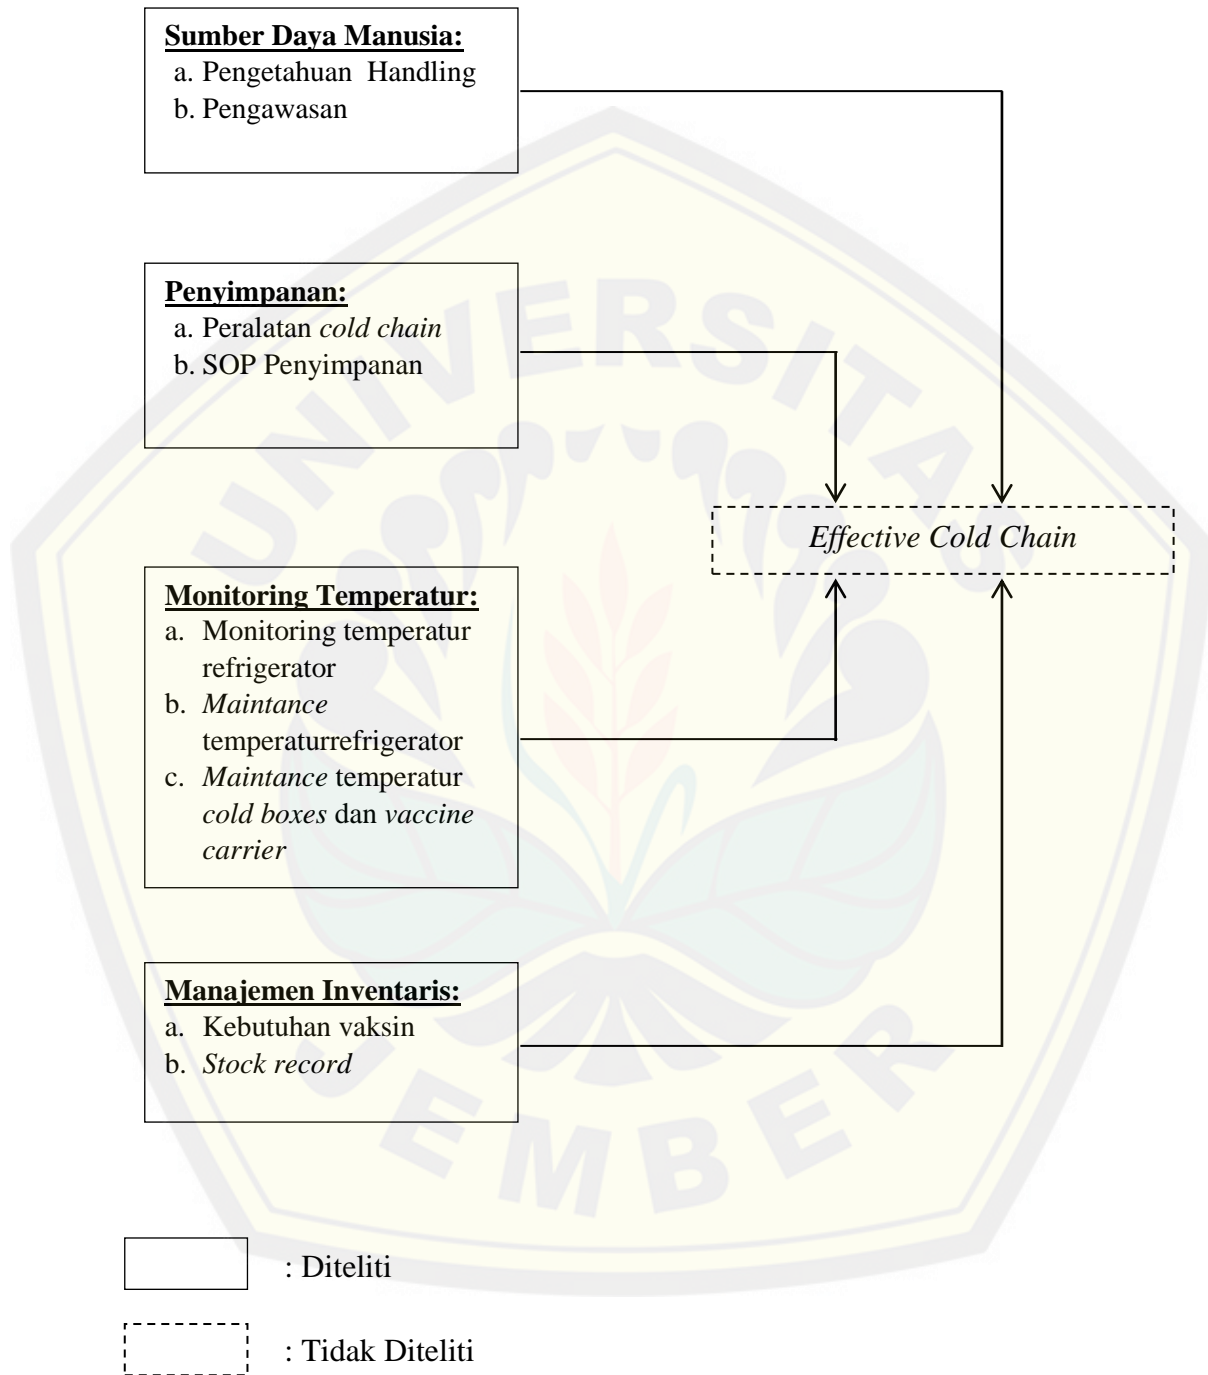 Sumber Daya Manusia:
a. Pengetahuan Handling
b. Pengawasan
Penyimpanan:
a. Peralatan cold chain
b. SOP Penyimpanan
Effective Cold Chain
Monitoring Temperatur:
a. Monitoring temperatur
refrigerator
b. Maintance
temperaturrefrigerator
c. Maintance temperatur
cold boxes dan vaccine
carrier
Manajemen Inventaris:
a. Kebutuhan vaksin
b. Stock record
: Diteliti
: Tidak Diteliti
UNIVERSITAS
JEMBER